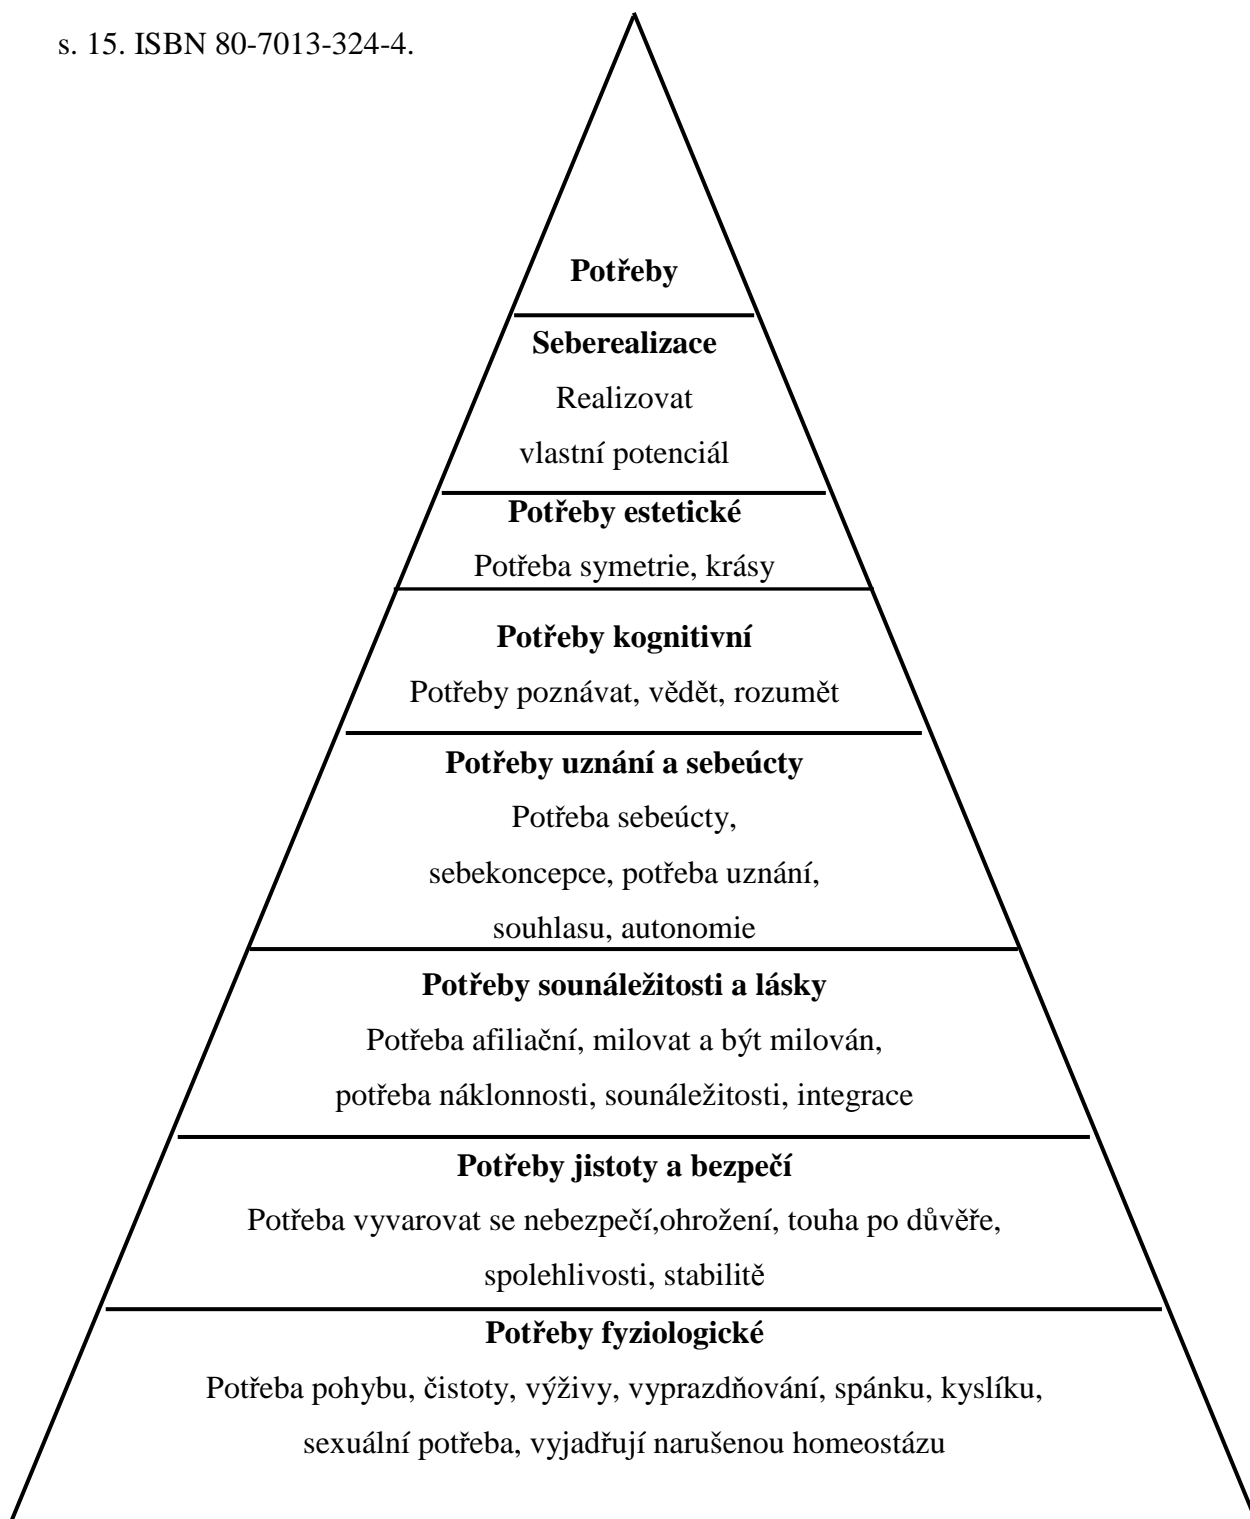 s. 15. ISBN 80-7013-324-4.
Potřeby
Seberealizace
Realizovat
vlastní potenciál
Potřeby estetické
Potřeba symetrie, krásy
Potřeby kognitivní
Potřeby poznávat, vědět, rozumět
Potřeby uznání a sebeúcty
Potřeba sebeúcty,
sebekoncepce, potřeba uznání,
souhlasu, autonomie
Potřeby sounáležitosti a lásky
Potřeba afiliační, milovat a být milován,
potřeba náklonnosti, sounáležitosti, integrace
Potřeby jistoty a bezpečí
Potřeba vyvarovat se nebezpečí,ohrožení, touha po důvěře,
spolehlivosti, stabilitě
Potřeby fyziologické
Potřeba pohybu, čistoty, výživy, vyprazdňování, spánku, kyslíku,
sexuální potřeba, vyjadřují narušenou homeostázu